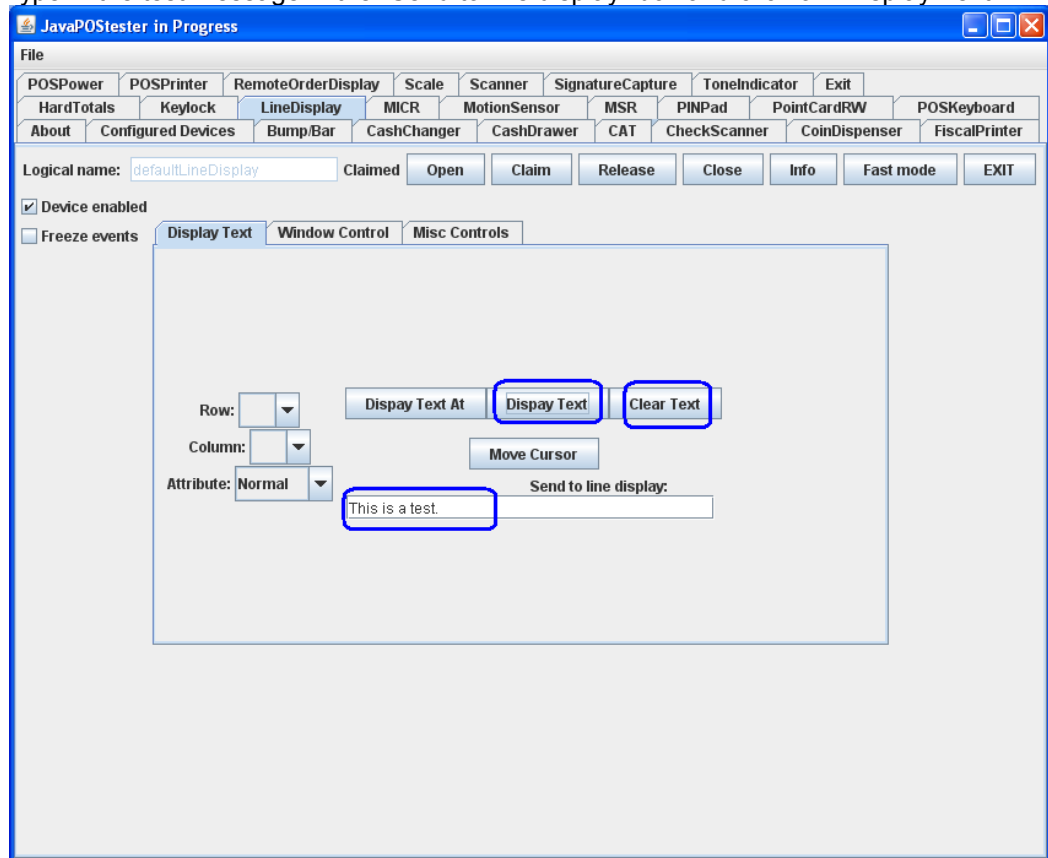 JavaPOStester in Progress
File
POSPower POSPrinter RemoteOrderDisplay Scale Scanner SignatureCapture ToneIndicator Exit
HardTotals Keylock LineDisplay MICR MotionSensor MSR PINPad PointCardRW POSKeyboard
About Configured Devices Bump/Bar CashChanger CashDrawer CAT CheckScanner CoinDispenser FiscalPrinter
Logical name: defaultLineDisplay Claimed Open Claim Release Close Info Fast mode EXIT
Device enabled
Freeze events Display Text Window Control Misc Controls
Row: Dispay Text At Dispay Text Clear Text
Column: Move Cursor
Attribute: Normal Send to line display:
This is a test.